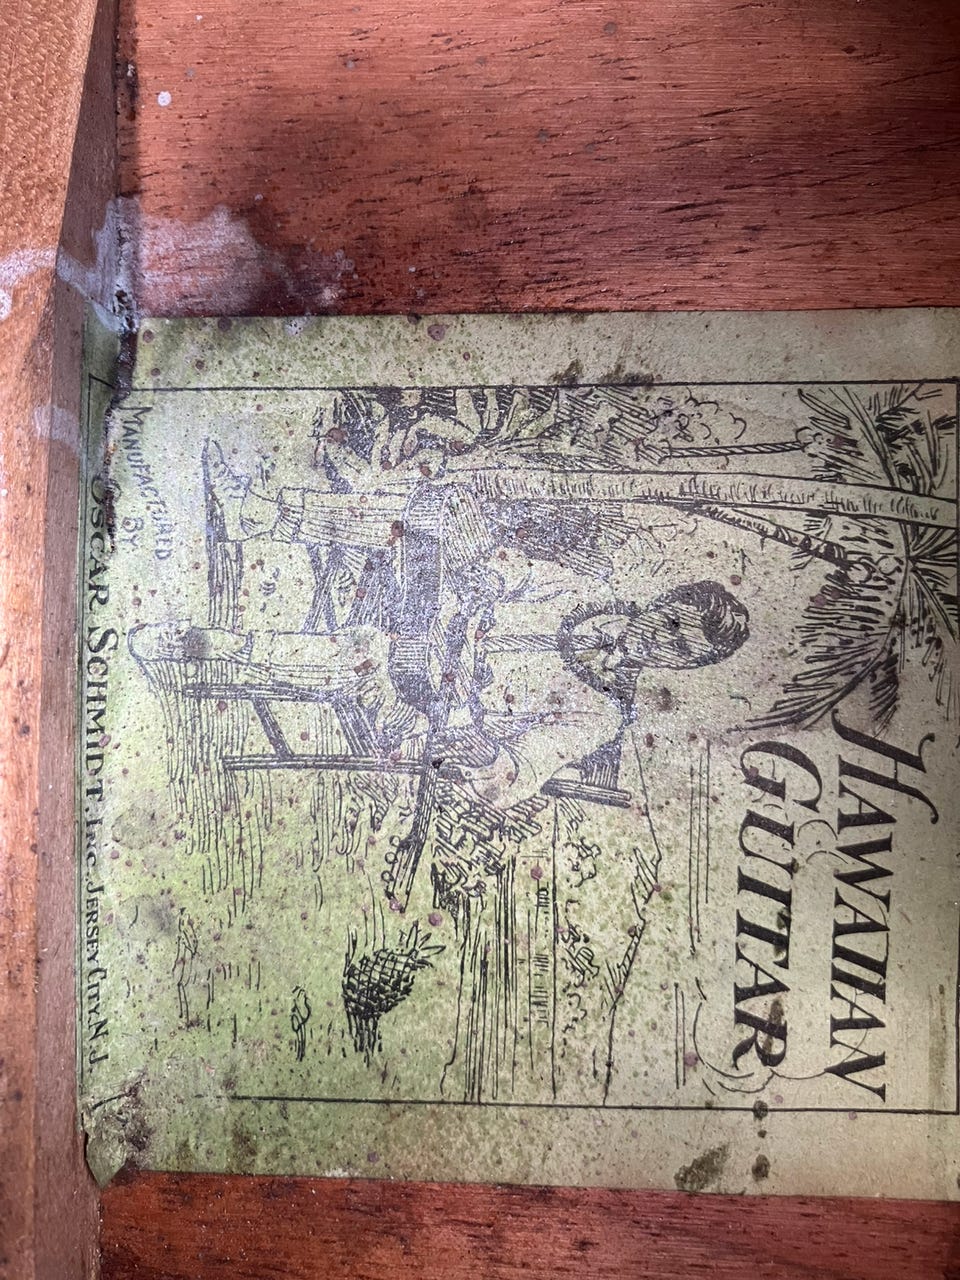 HAWAIIAN
GUITAR
MANUFACTURED
BY
OSCAR SCHMIDT. INC. JERSEY CITY, N. J.